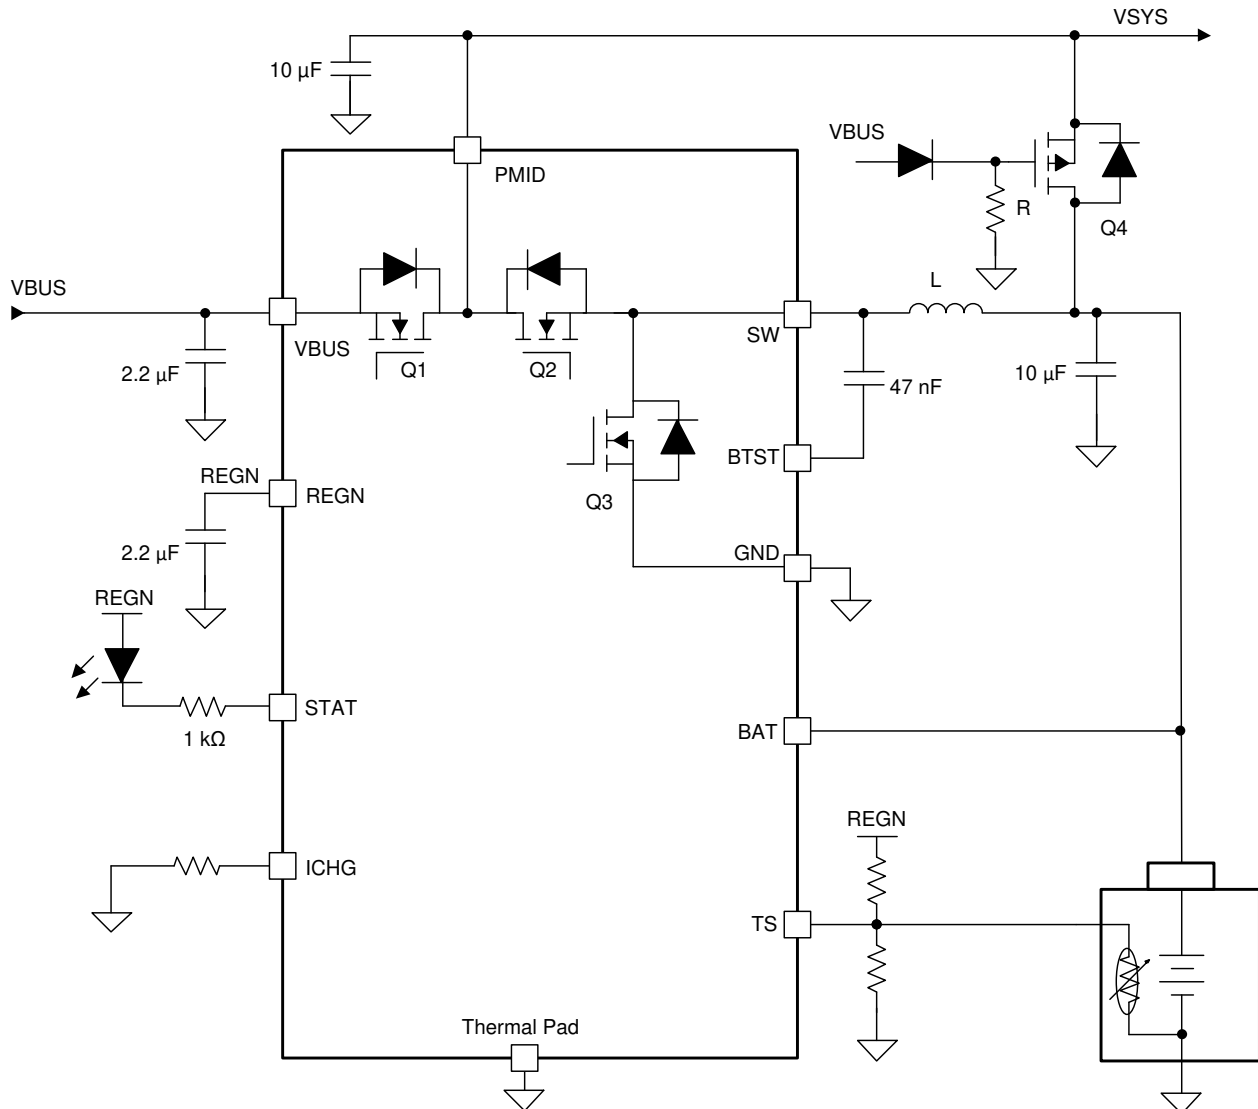 VSYS
10 µF
VBUS
PMID
R
Q4
VBUS
L
VBUS
SW
Q1
Q2
2.2 µF
10 µF
47 nF
BTST
REGN
REGN
Q3
2.2 µF
GND
REGN
STAT
1 kΩ
BAT
REGN
ICHG
TS
Thermal Pad